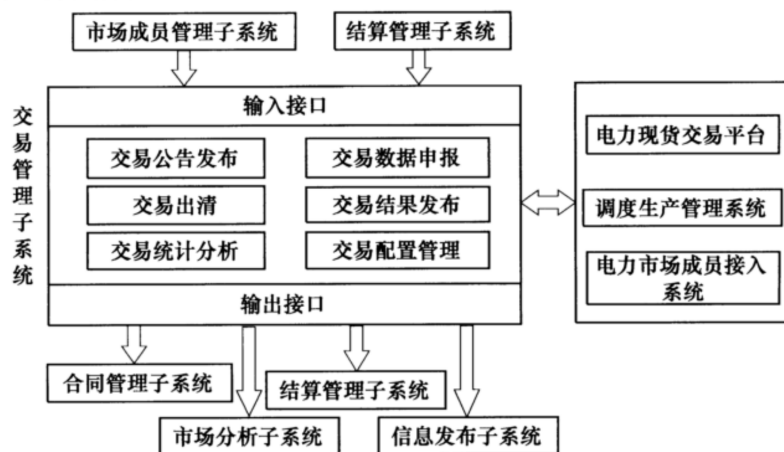 市场成员管理子系统
结算管理子系统
交易管理子系统
输入接口
交易公告发布
交易数据申报
交易出清
交易结果发布
交易统计分析
交易配置管理
输出接口
电力现货交易平台
调度生产管理系统
电力市场成员接入
系统
合同管理子系统
结算管理子系统
市场分析子系统
信息发布子系统